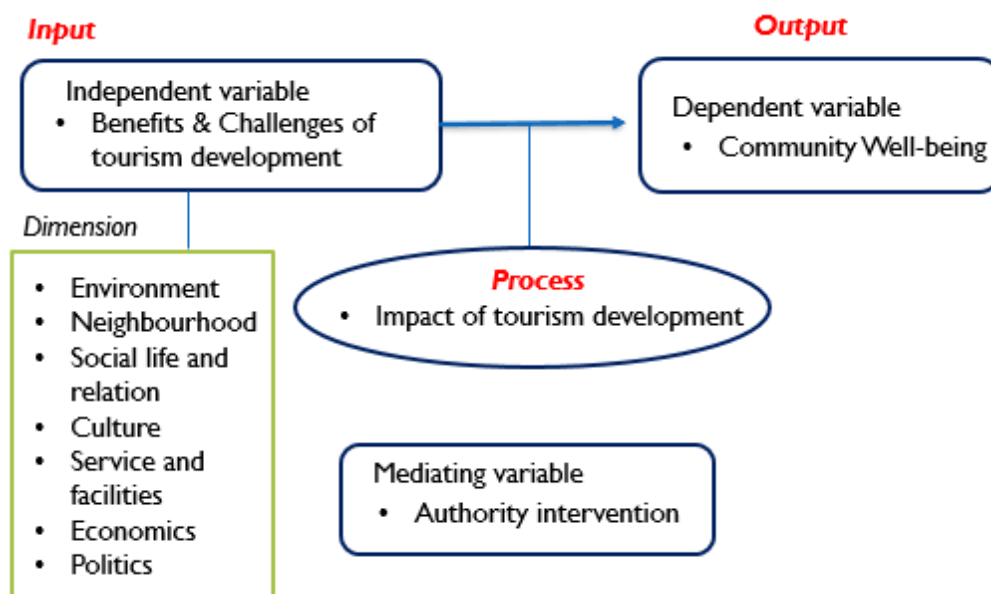 Input
Output
Independent variable
• Benefits & Challenges of
tourism development
Dependent variable
• Community Well-being
Dimension
• Environment
• Neighbourhood
• Social life and
relation
• Culture
• Service and
facilities
• Economics
• Politics
Process
• Impact of tourism development
Mediating variable
• Authority intervention